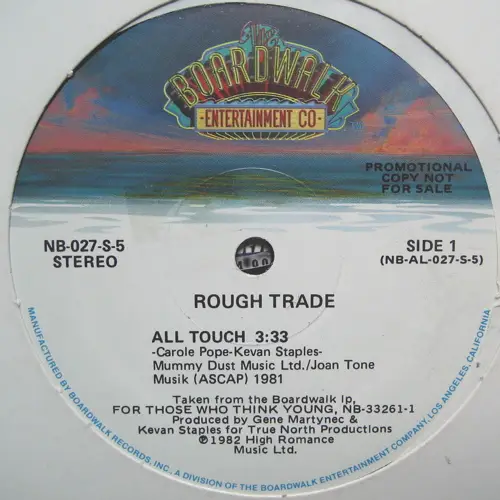 The
BOARDWALK
ENTERTAINMENT CO
PROMOTIONAL
COPY NOT
FOR SALE
NB-027-S-5
STEREO
SIDE 1
(NB-AL-027-S-5)
ROUGH TRADE
ALL TOUCH 3:33
-Carole Pope-Kevan Staples-
Mummy Dust Music Ltd./Joan Tone
Musik (ASCAP) 1981
Taken from the Boardwalk lp,
FOR THOSE WHO THINK YOUNG, NB-33261-1
Produced by Gene Martynec &
Kevan Staples for True North Productions
℗1982 High Romance
Music Ltd.
MANUFACTURED BY BOARDWALK RECORDS, INC. A DIVISION OF THE BOARDWALK ENTERTAINMENT COMPANY, LOS ANGELES, CALIFORNIA.